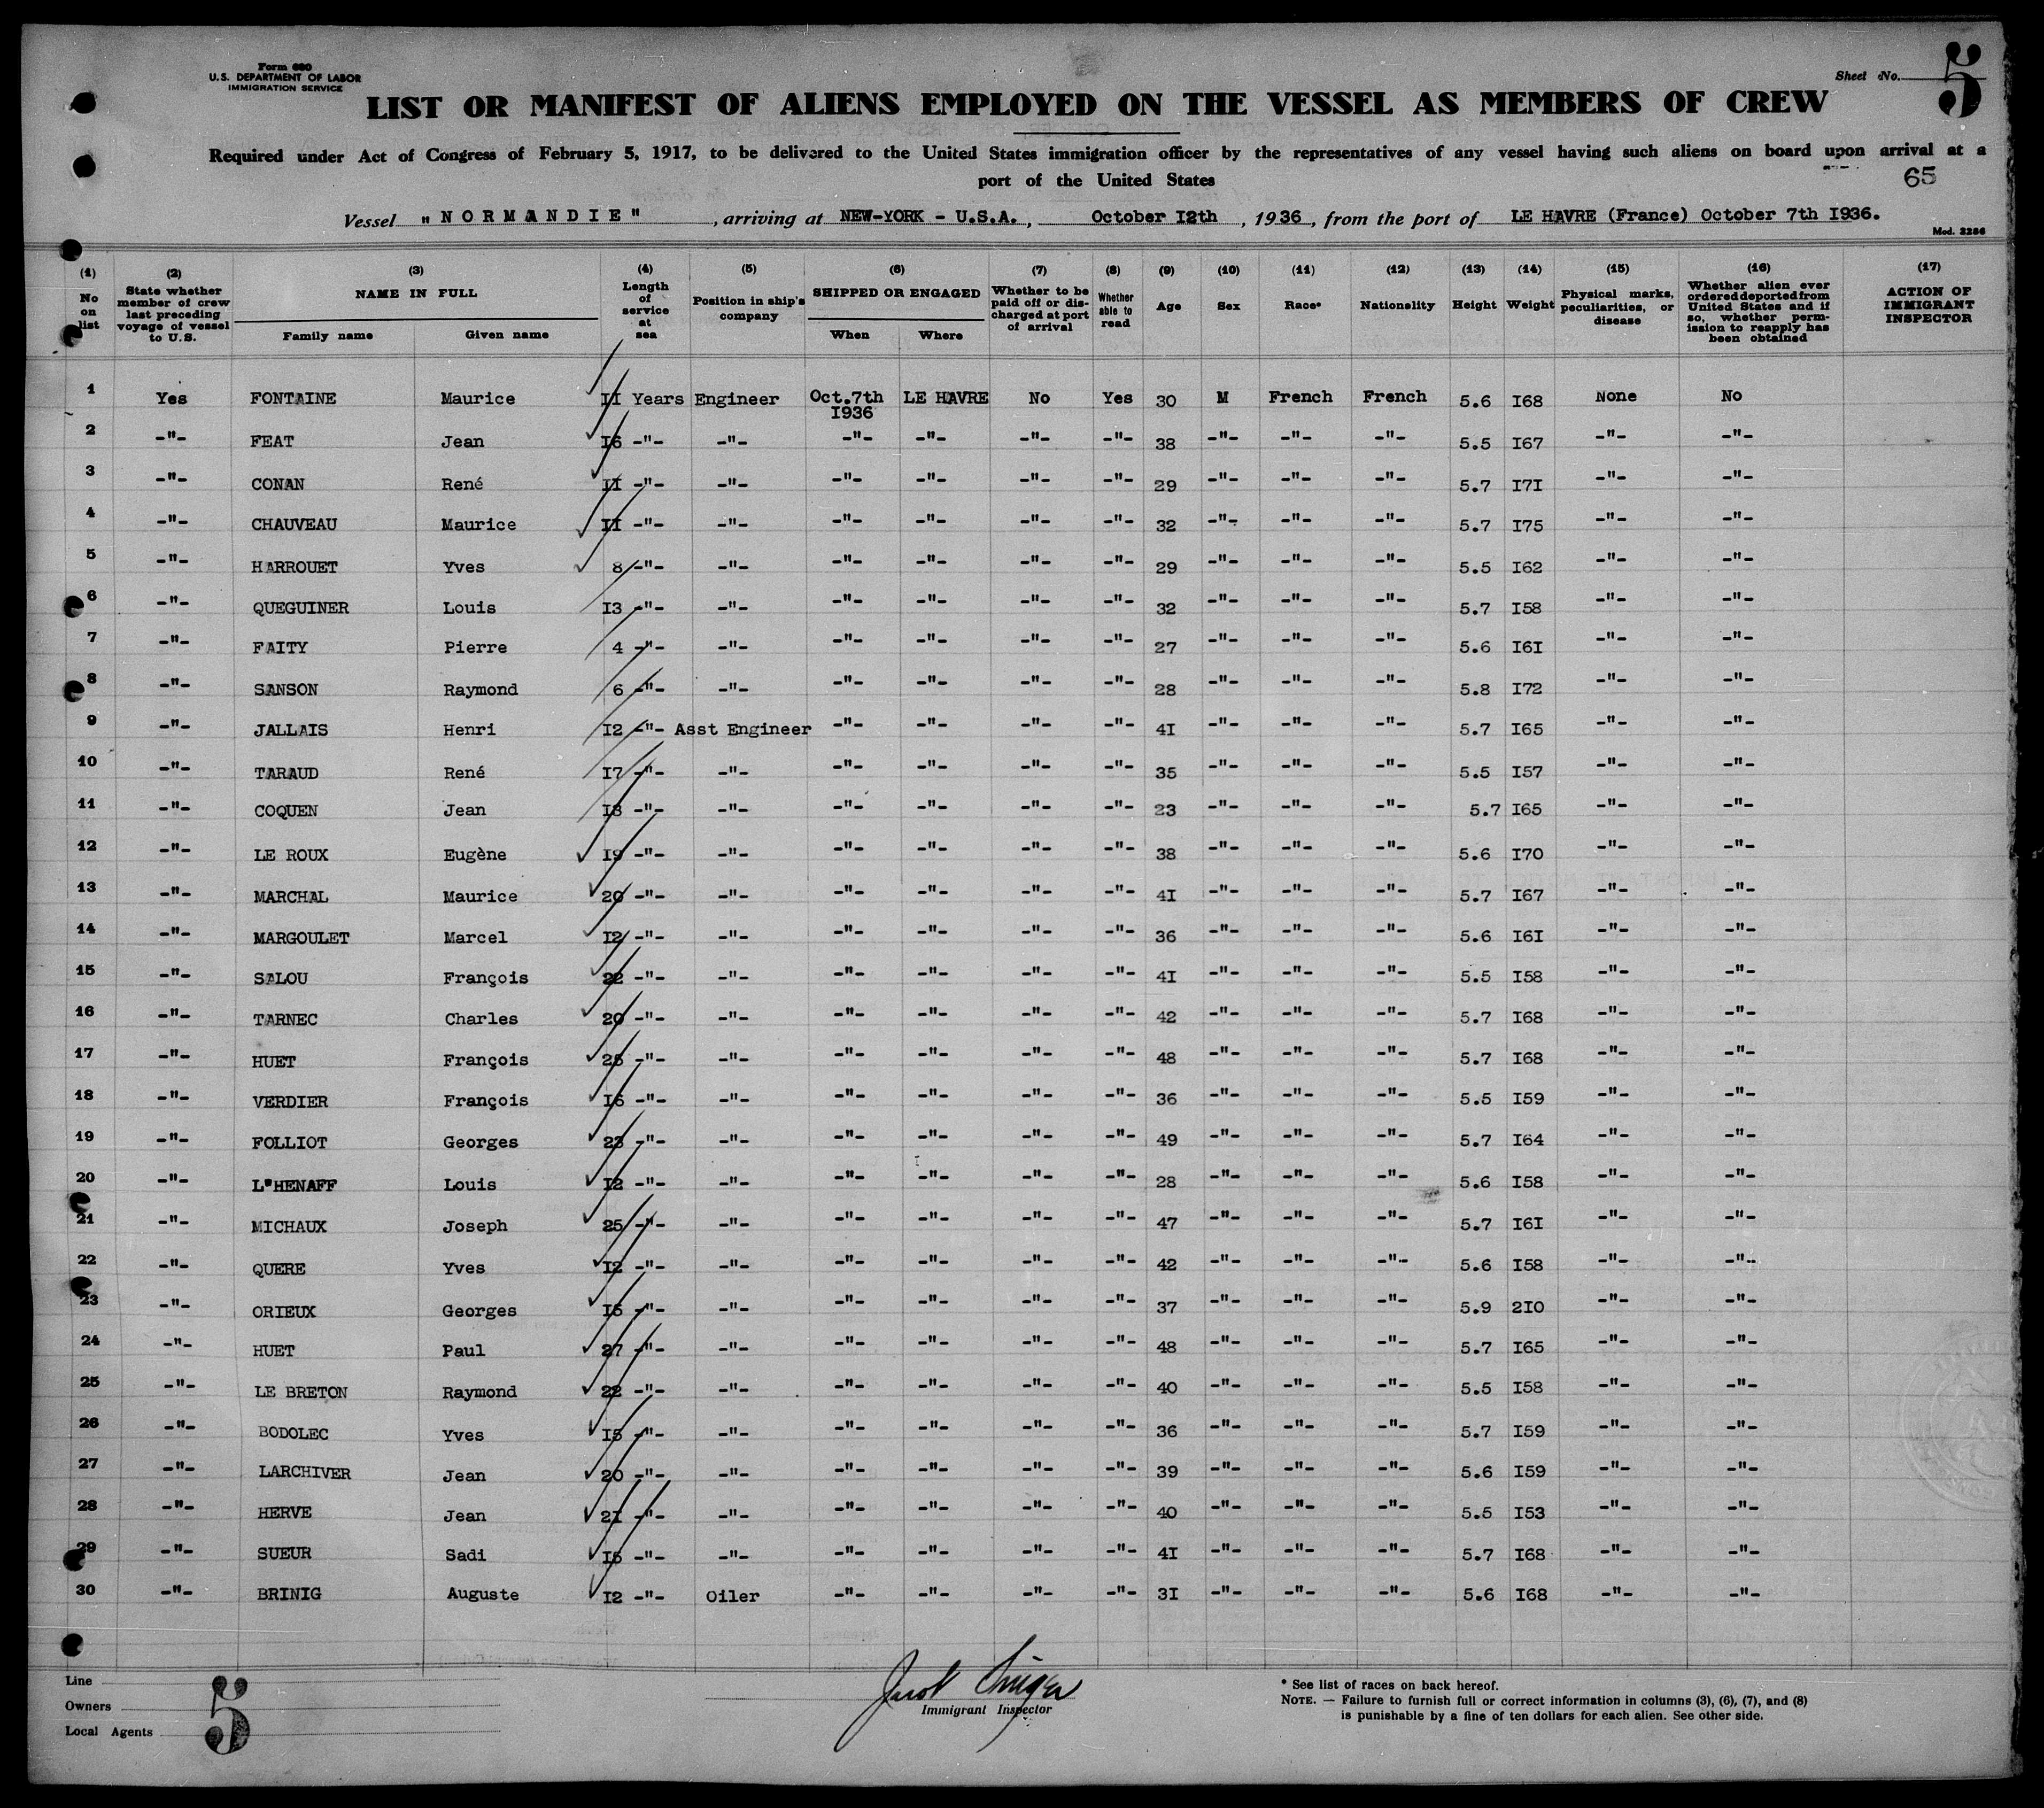 Form 680
U.S. DEPARTMENT OF LABOR
IMMIGRATION SERVICE
Sheet No. 5
LIST OR MANIFEST OF ALIENS EMPLOYED ON THE VESSEL AS MEMBERS OF CREW
Required under Act of Congress of February 5, 1917, to be delivered to the United States immigration officer by the representatives of any vessel having such aliens on board upon arrival at a
port of the United States
65
Vessel "NORMANDIE", arriving at NEW-YORK - U.S.A., October I2th, 1936, from the port of LE HAVRE (France) October 7th I936.
Mod. 2286
(1) (2) (3) (4) (5) (6) (7) (8) (9) (10) (11) (12) (13) (14) (15) (16) (17)
No on list | State whether member of crew last preceding voyage of vessel to U.S. | NAME IN FULL Family name Given name | Length of service at sea | Position in ship's company | SHIPPED OR ENGAGED When Where | Whether to be paid off or discharged at port of arrival | Whether able to read | Age | Sex | Race* | Nationality | Height | Weight | Physical marks, peculiarities, or disease | Whether alien ever ordered deported from United States and if so, whether permission to reapply has been obtained | ACTION OF IMMIGRANT INSPECTOR
1 Yes FONTAINE Maurice II Years Engineer Oct.7th I936 LE HAVRE No Yes 30 M French French 5.6 I68 None No
2 -"- FEAT Jean I6 -"- -"- -"- -"- -"- -"- 38 -"- -"- -"- 5.5 I67 -"- -"-
3 -"- CONAN René II -"- -"- -"- -"- -"- -"- 29 -"- -"- -"- 5.7 I7I -"- -"-
4 -"- CHAUVEAU Maurice II -"- -"- -"- -"- -"- -"- 32 -"- -"- -"- 5.7 I75 -"- -"-
5 -"- HARROUET Yves 8 -"- -"- -"- -"- -"- -"- 29 -"- -"- -"- 5.5 I62 -"- -"-
6 -"- QUEGUINER Louis I3 -"- -"- -"- -"- -"- -"- 32 -"- -"- -"- 5.7 I58 -"- -"-
7 -"- FAITY Pierre 4 -"- -"- -"- -"- -"- -"- 27 -"- -"- -"- 5.6 I6I -"- -"-
8 -"- SANSON Raymond 6 -"- -"- -"- -"- -"- -"- 28 -"- -"- -"- 5.8 I72 -"- -"-
9 -"- JALLAIS Henri I2 -"- Asst Engineer -"- -"- -"- -"- 4I -"- -"- -"- 5.7 I65 -"- -"-
10 -"- TARAUD René I7 -"- -"- -"- -"- -"- -"- 35 -"- -"- -"- 5.5 I57 -"- -"-
11 -"- COQUEN Jean I3 -"- -"- -"- -"- -"- -"- 23 -"- -"- -"- 5.7 I65 -"- -"-
12 -"- LE ROUX Eugène I9 -"- -"- -"- -"- -"- -"- 38 -"- -"- -"- 5.6 I70 -"- -"-
13 -"- MARCHAL Maurice 20 -"- -"- -"- -"- -"- -"- 4I -"- -"- -"- 5.7 I67 -"- -"-
14 -"- MARGOULET Marcel I2 -"- -"- -"- -"- -"- -"- 36 -"- -"- -"- 5.6 I6I -"- -"-
15 -"- SALOU François 22 -"- -"- -"- -"- -"- -"- 4I -"- -"- -"- 5.5 I58 -"- -"-
16 -"- TARNEC Charles 20 -"- -"- -"- -"- -"- -"- 42 -"- -"- -"- 5.7 I68 -"- -"-
17 -"- HUET François 25 -"- -"- -"- -"- -"- -"- 48 -"- -"- -"- 5.7 I68 -"- -"-
18 -"- VERDIER François I6 -"- -"- -"- -"- -"- -"- 36 -"- -"- -"- 5.5 I59 -"- -"-
19 -"- FOLLIOT Georges 23 -"- -"- -"- -"- -"- -"- 49 -"- -"- -"- 5.7 I64 -"- -"-
20 -"- L'HENAFF Louis I2 -"- -"- -"- -"- -"- -"- 28 -"- -"- -"- 5.6 I58 -"- -"-
21 -"- MICHAUX Joseph 25 -"- -"- -"- -"- -"- -"- 47 -"- -"- -"- 5.7 I6I -"- -"-
22 -"- QUERE Yves I2 -"- -"- -"- -"- -"- -"- 42 -"- -"- -"- 5.6 I58 -"- -"-
23 -"- ORIEUX Georges I6 -"- -"- -"- -"- -"- -"- 37 -"- -"- -"- 5.9 2I0 -"- -"-
24 -"- HUET Paul 27 -"- -"- -"- -"- -"- -"- 48 -"- -"- -"- 5.7 I65 -"- -"-
25 -"- LE BRETON Raymond 22 -"- -"- -"- -"- -"- -"- 40 -"- -"- -"- 5.5 I58 -"- -"-
26 -"- BODOLEC Yves I5 -"- -"- -"- -"- -"- -"- 36 -"- -"- -"- 5.7 I59 -"- -"-
27 -"- LARCHIVER Jean 20 -"- -"- -"- -"- -"- -"- 39 -"- -"- -"- 5.6 I59 -"- -"-
28 -"- HERVE Jean 2I -"- -"- -"- -"- -"- -"- 40 -"- -"- -"- 5.5 I53 -"- -"-
29 -"- SUEUR Sadi I5 -"- -"- -"- -"- -"- -"- 4I -"- -"- -"- 5.7 I68 -"- -"-
30 -"- BRINIG Auguste I2 -"- Oiler -"- -"- -"- -"- 3I -"- -"- -"- 5.6 I68 -"- -"-
Line
Owners
Local Agents
5
Immigrant Inspector
* See list of races on back hereof.
NOTE. — Failure to furnish full or correct information in columns (3), (6), (7), and (8)
is punishable by a fine of ten dollars for each alien. See other side.